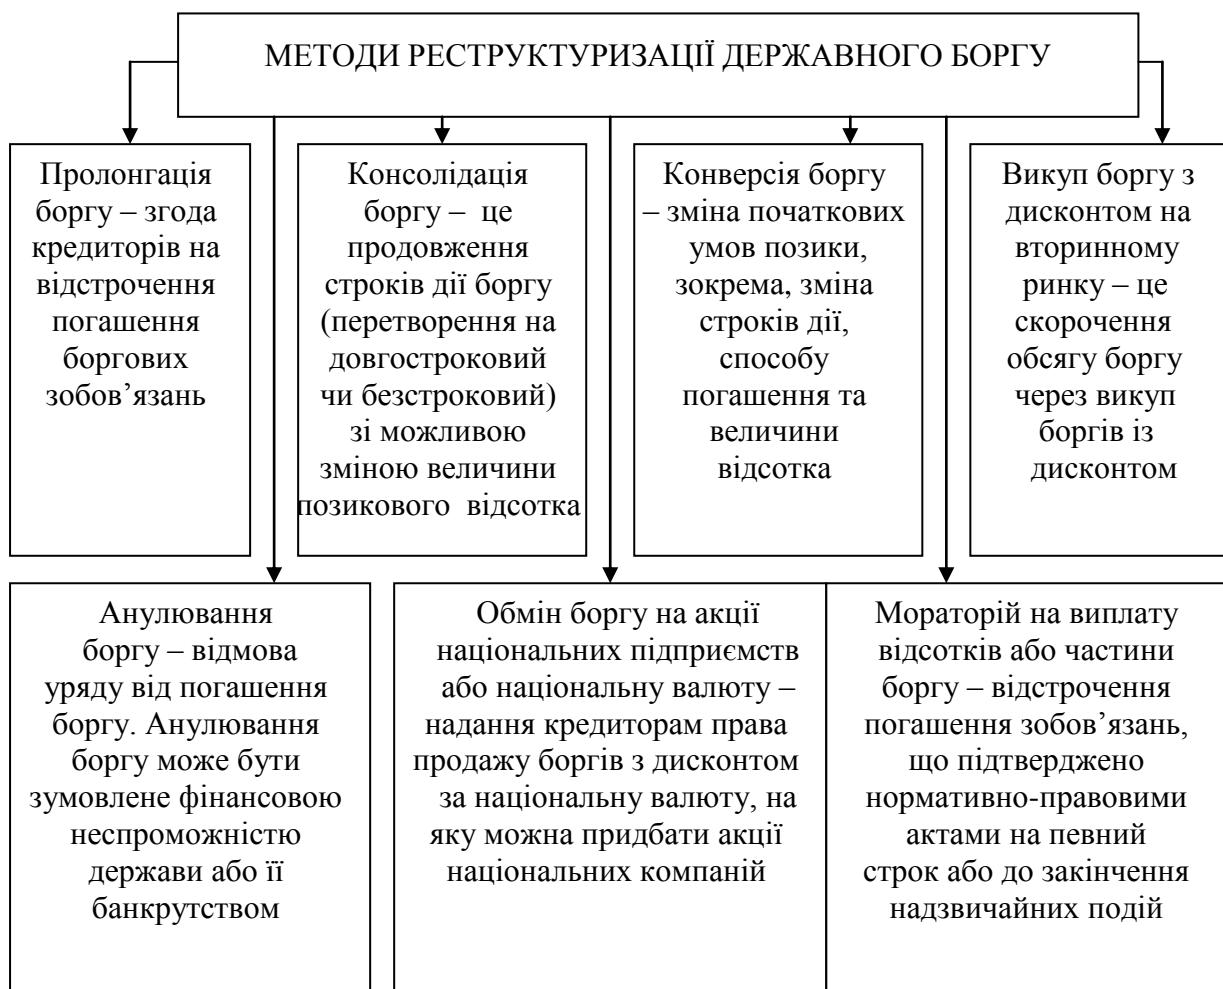 МЕТОДИ РЕСТРУКТУРИЗАЦІЇ ДЕРЖАВНОГО БОРГУ
Пролонгація
боргу – згода
кредиторів на
відстрочення
погашення
боргових
зобов’язань
Консолідація
боргу – це
продовження
строків дії боргу
(перетворення на
довгостроковий
чи безстроковий)
зі можливою
зміною величини
позикового відсотка
Конверсія боргу
– зміна початкових
умов позики,
зокрема, зміна
строків дії,
способу
погашення та
величини
відсотка
Викуп боргу з
дисконтом на
вторинному
ринку – це
скорочення
обсягу боргу
через викуп
боргів із
дисконтом
Анулювання
боргу – відмова
уряду від погашення
боргу. Анулювання
боргу може бути
зумовлене фінансовою
неспроможністю
держави або її
банкрутством
Обмін боргу на акції
національних підприємств
або національну валюту –
надання кредиторам права
продажу боргів з дисконтом
за національну валюту, на
яку можна придбати акції
національних компаній
Мораторій на виплату
відсотків або частини
боргу – відстрочення
погашення зобов’язань,
що підтверджено
нормативно-правовими
актами на певний
строк або до закінчення
надзвичайних подій